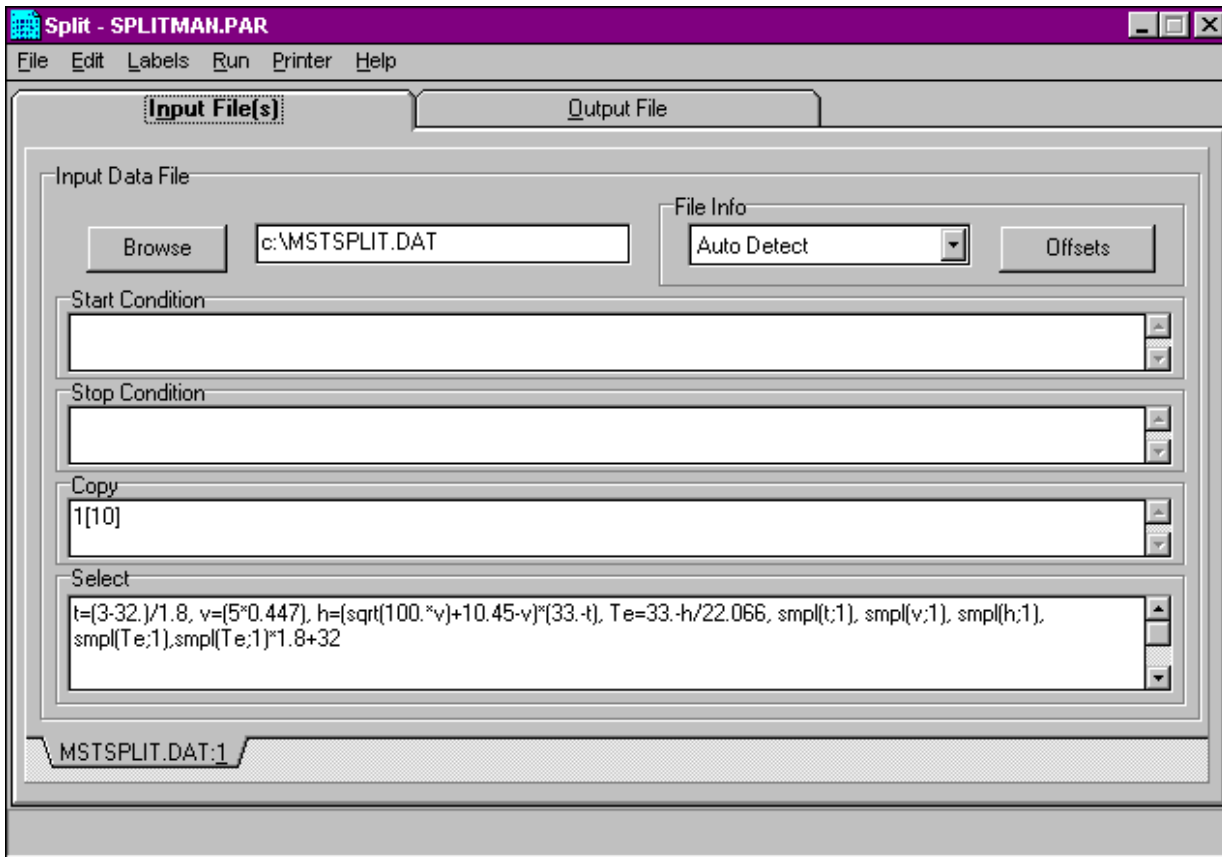 Split - SPLITMAN.PAR
File Edit Labels Run Printer Help
Input File(s) Output File
Input Data File
File Info
Browse c:\MSTSPLIT.DAT Auto Detect Offsets
Start Condition
Stop Condition
Copy
1[10]
Select
t=(3-32.)/1.8, v=(5*0.447), h=(sqrt(100.*v)+10.45-v)*(33.-t), Te=33.-h/22.066, smpl(t;1), smpl(v;1), smpl(h;1),
smpl(Te;1),smpl(Te;1)*1.8+32
MSTSPLIT.DAT:1